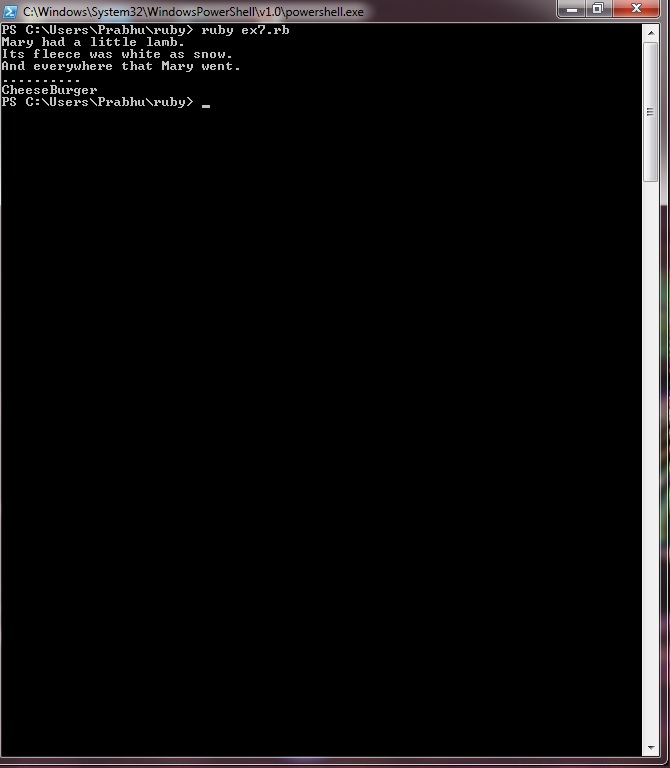 C:\Windows\System32\WindowsPowerShell\v1.0\powershell.exe
PS C:\Users\Prabhu\ruby> ruby ex7.rb
Mary had a little lamb.
Its fleece was white as snow.
And everywhere that Mary went.
..........
CheeseBurger
PS C:\Users\Prabhu\ruby> _